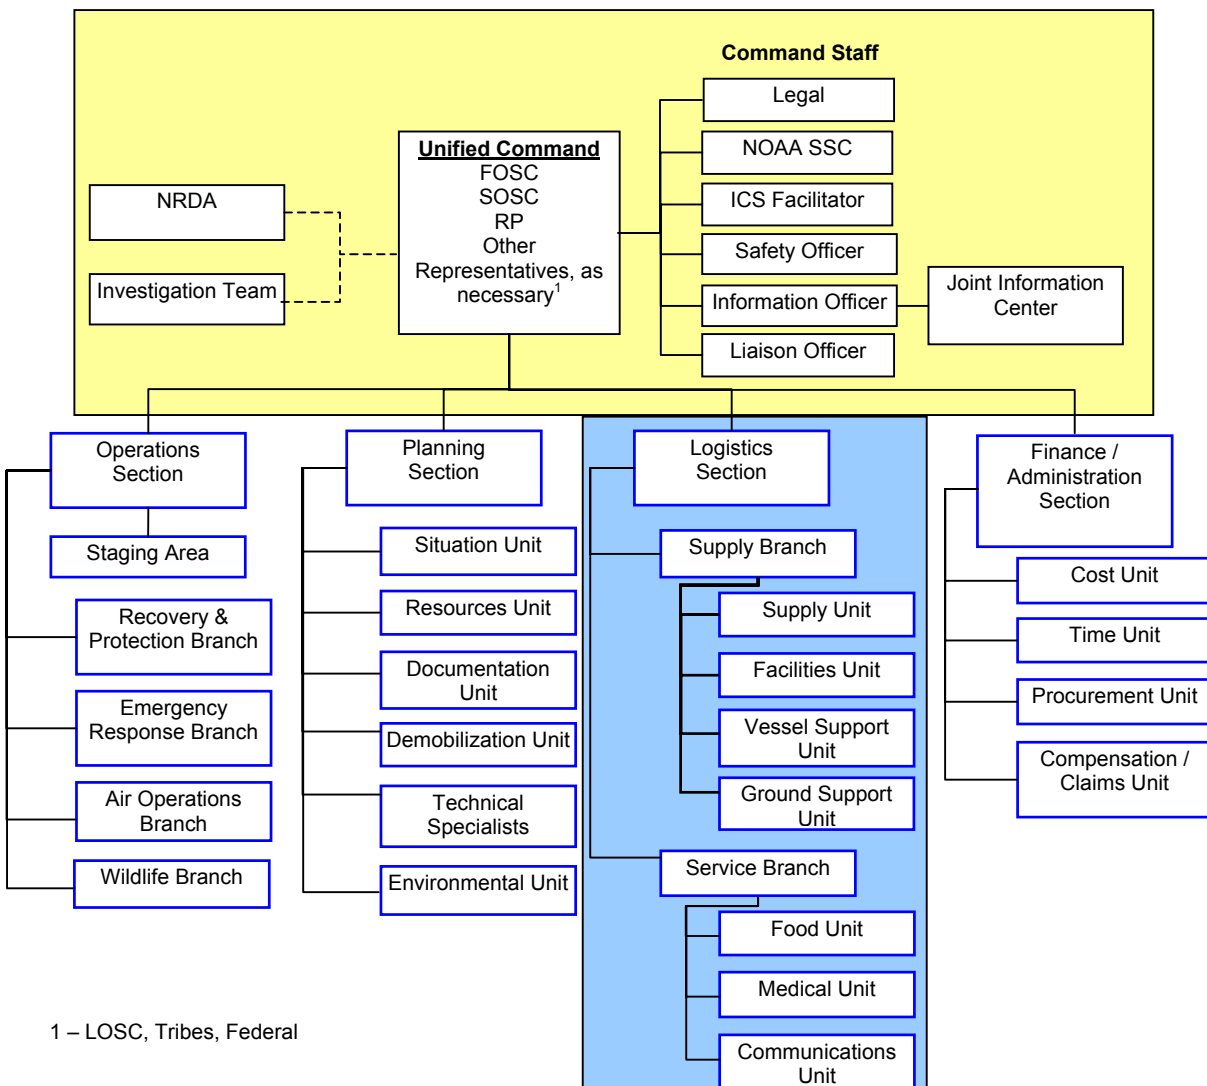 Command Staff
Legal
NOAA SSC
ICS Facilitator
Safety Officer
Information Officer
Liaison Officer
Joint Information
Center
Unified Command
FOSC
SOSC
RP
Other
Representatives, as
necessary1
NRDA
Investigation Team
Operations
Section
Staging Area
Recovery &
Protection Branch
Emergency
Response Branch
Air Operations
Branch
Wildlife Branch
Planning
Section
Situation Unit
Resources Unit
Documentation
Unit
Demobilization Unit
Technical
Specialists
Environmental Unit
Logistics
Section
Supply Branch
Supply Unit
Facilities Unit
Vessel Support
Unit
Ground Support
Unit
Service Branch
Food Unit
Medical Unit
Communications
Unit
Finance /
Administration
Section
Cost Unit
Time Unit
Procurement Unit
Compensation /
Claims Unit
1 – LOSC, Tribes, Federal